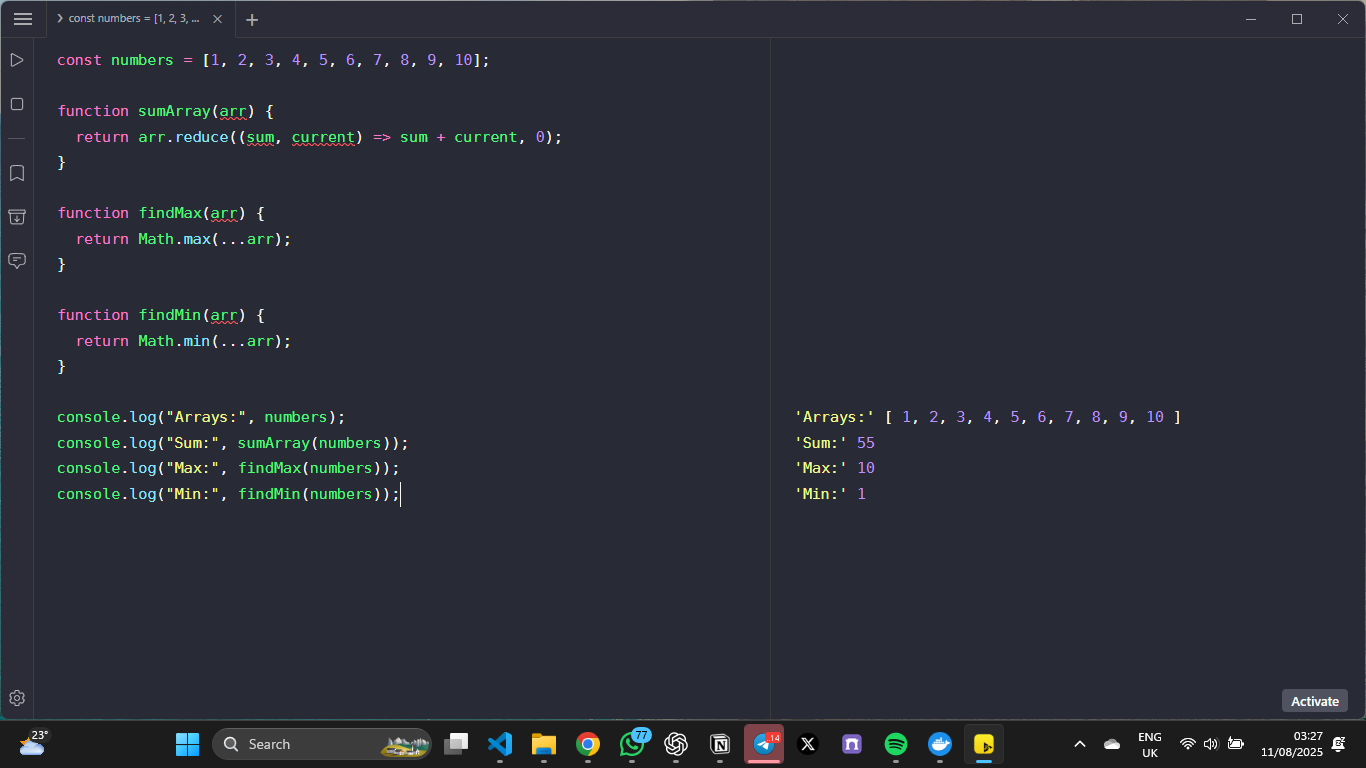 const numbers = [1, 2, 3, ...
const numbers = [1, 2, 3, 4, 5, 6, 7, 8, 9, 10];
function sumArray(arr) {
  return arr.reduce((sum, current) => sum + current, 0);
}
function findMax(arr) {
  return Math.max(...arr);
}
function findMin(arr) {
  return Math.min(...arr);
}
console.log("Arrays:", numbers);
console.log("Sum:", sumArray(numbers));
console.log("Max:", findMax(numbers));
console.log("Min:", findMin(numbers));
'Arrays:' [ 1, 2, 3, 4, 5, 6, 7, 8, 9, 10 ]
'Sum:' 55
'Max:' 10
'Min:' 1
Activate
23°
Search
77
14
ENG
UK
03:27
11/08/2025